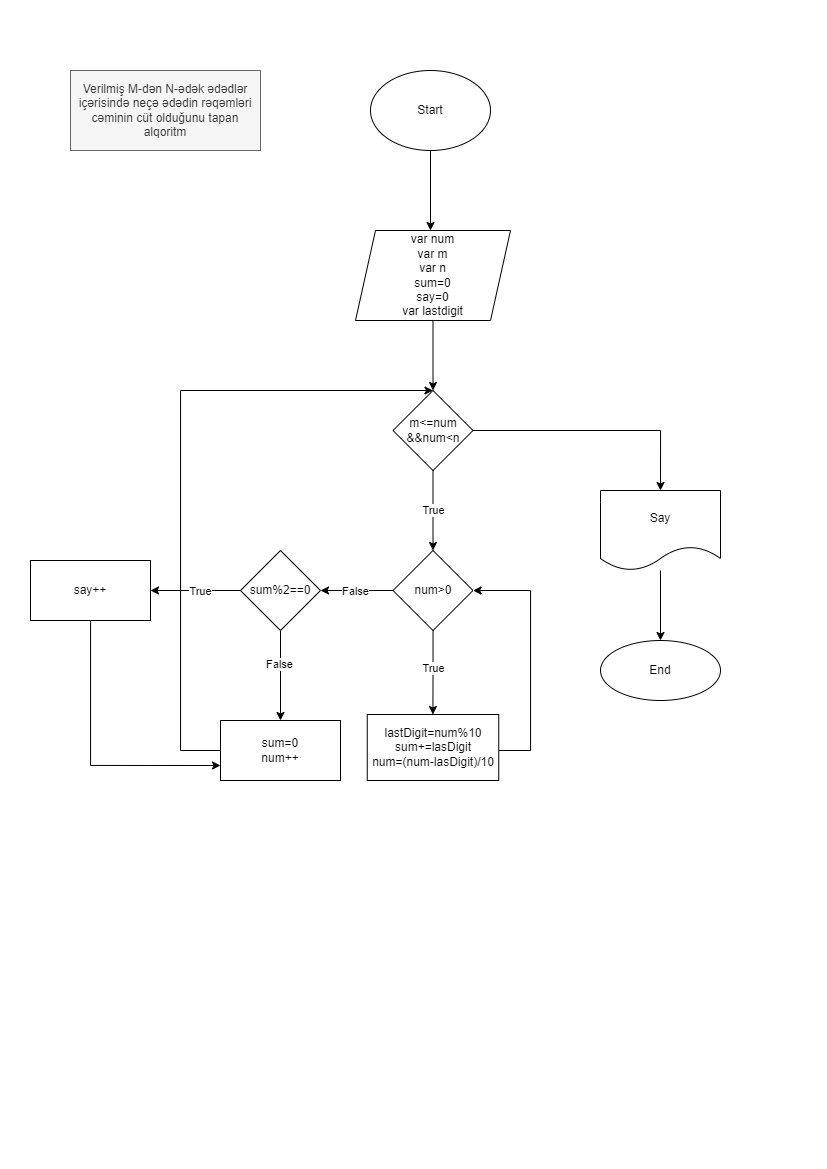 Verilmiş M-dən N-ədək ədədlər
içərisində neçə ədədin rəqəmləri
cəminin cüt olduğunu tapan
alqoritm
Start
var num
var m
var n
sum=0
say=0
var lastdigit
m<=num
&&num<n
True
Say
say++
True
sum%2==0
False
num>0
False
True
End
sum=0
num++
lastDigit=num%10
sum+=lasDigit
num=(num-lasDigit)/10